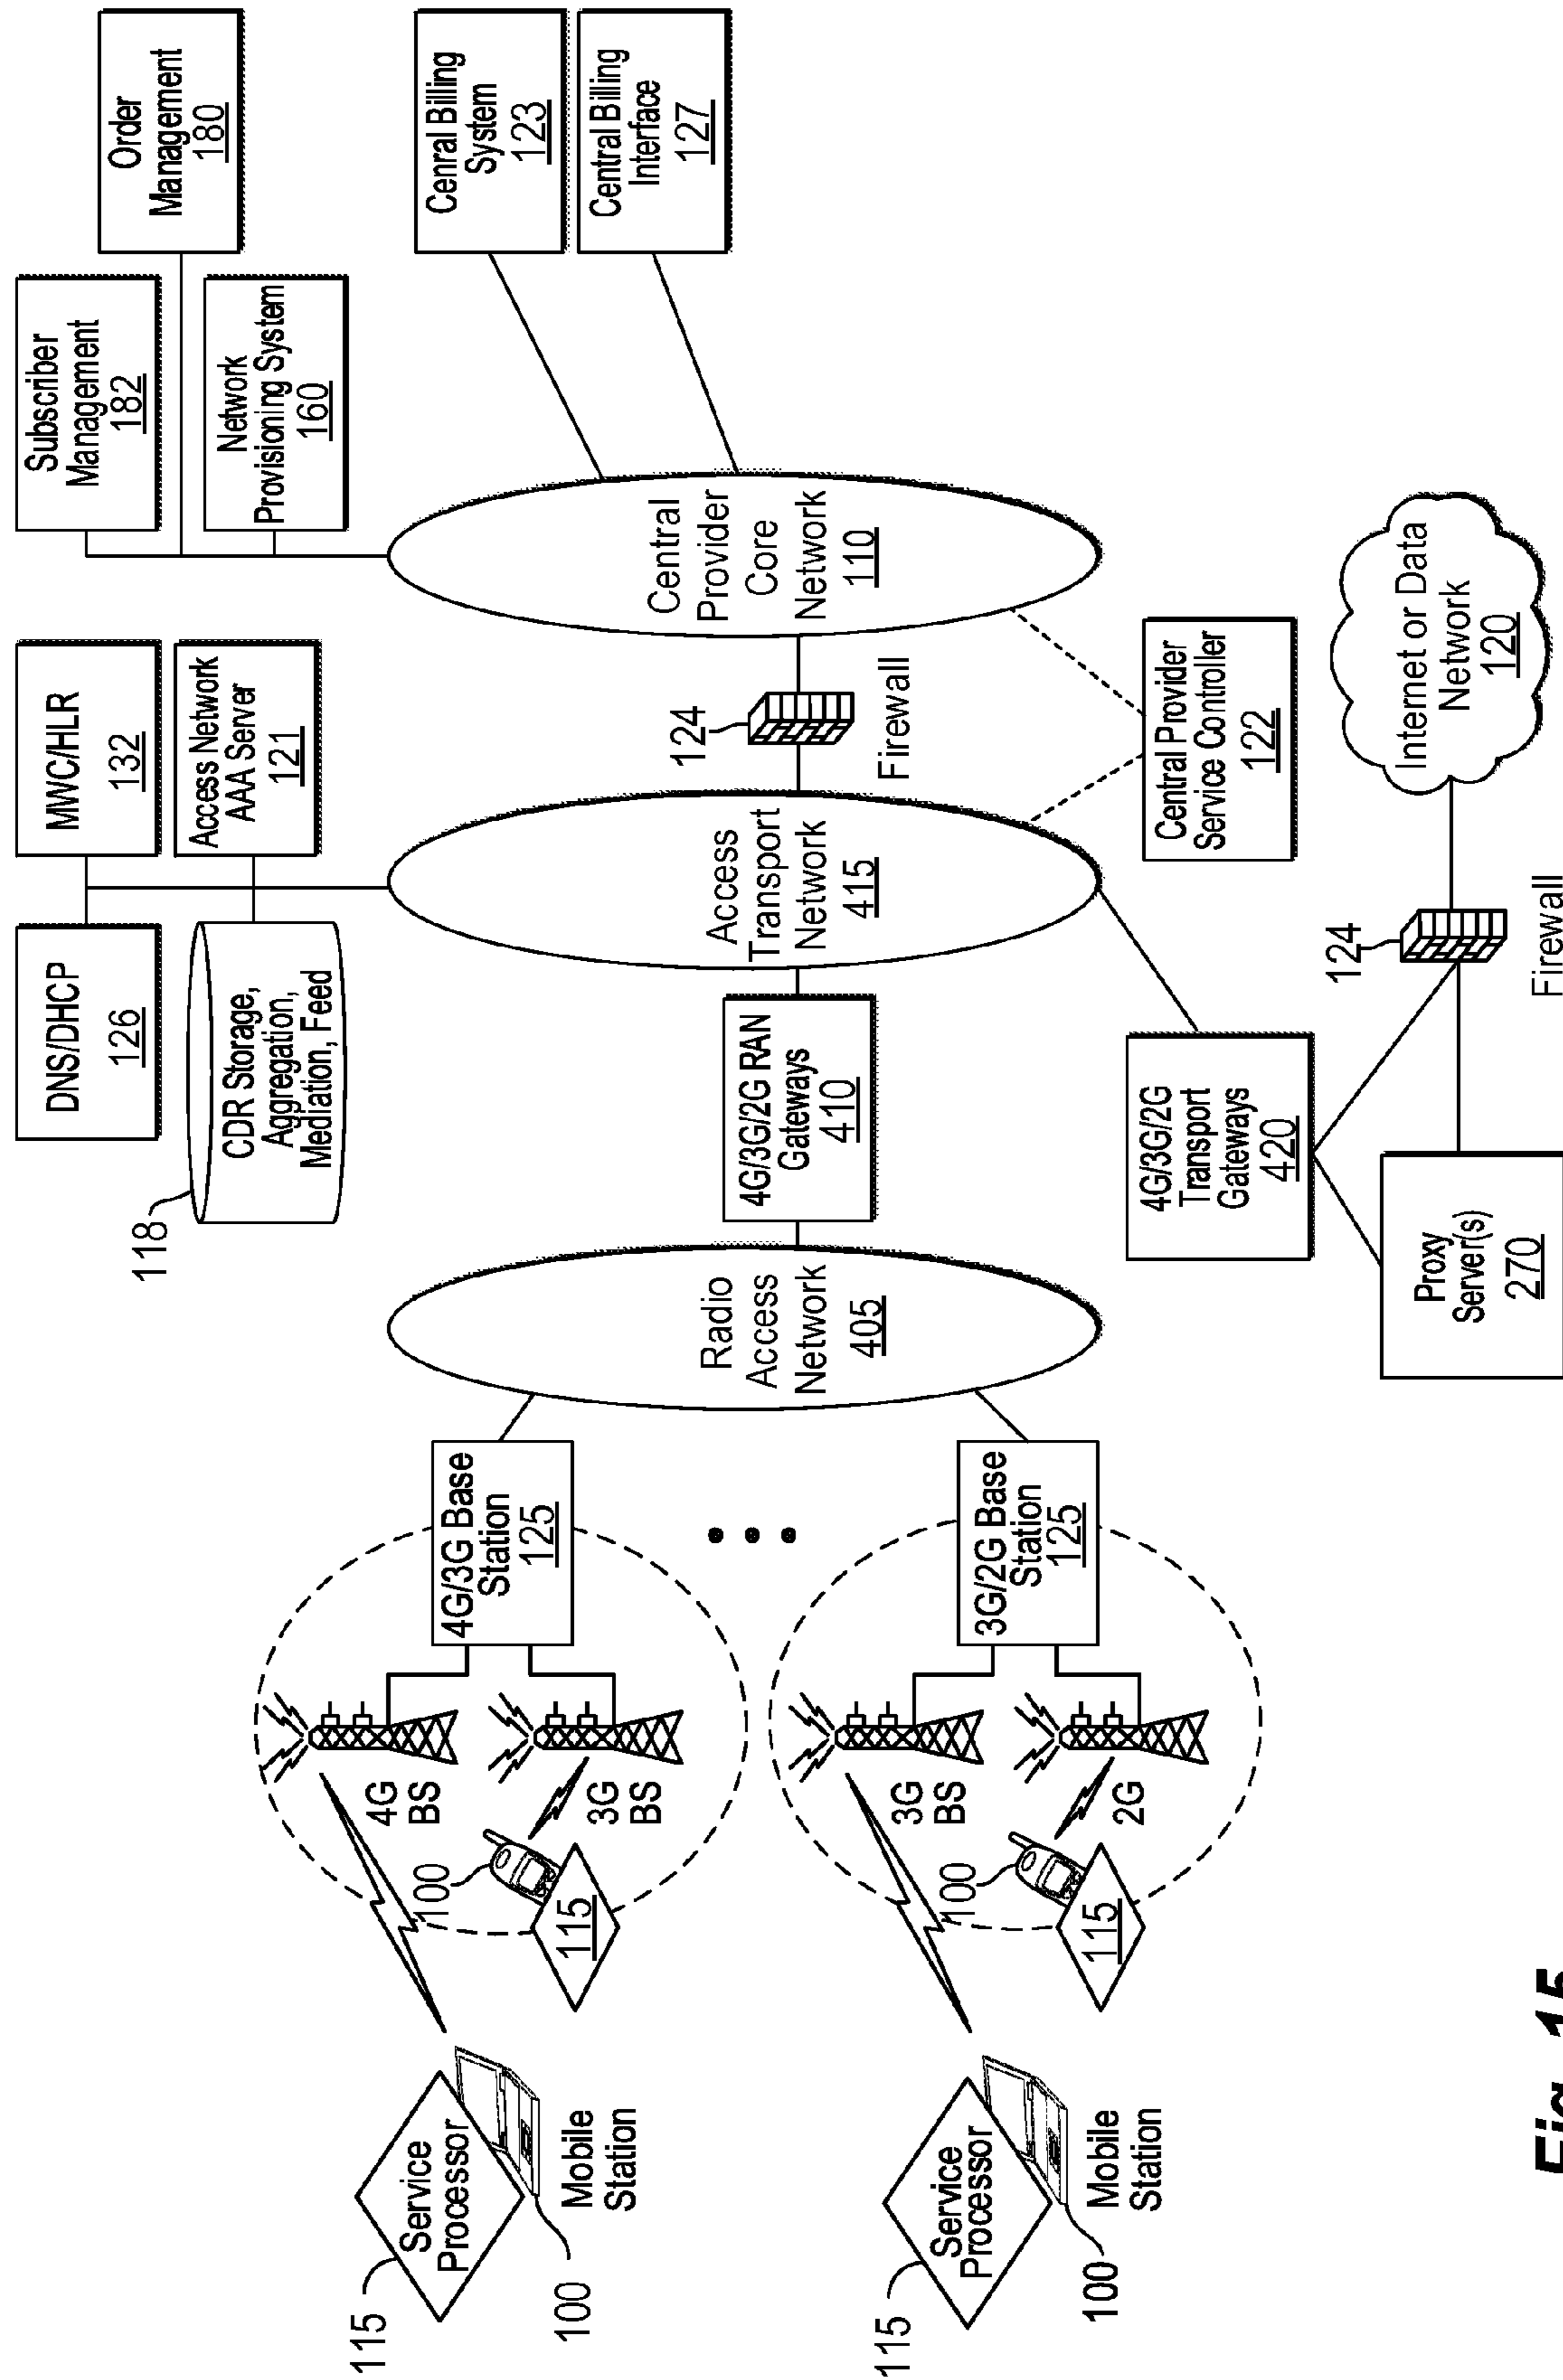 115
Service
Processor
100
Mobile
Station
4G
BS
100
115
3G
BS
4G/3G Base
Station
125
115
Service
Processor
100
Mobile
Station
3G
BS
100
115
2G
3G/2G Base
Station
125
Radio
Access
Network
405
4G/3G/2G RAN
Gateways
410
118
DNS/DHCP
126
MWC/HLR
132
CDR Storage,
Aggregation,
Mediation, Feed
Access Network
AAA Server
121
Access
Transport
Network
415
124
Firewall
Subscriber
Management
182
Order
Management
180
Network
Provisioning System
160
Central
Provider
Core
Network
110
Cenral Billing
System
123
Central Billing
Interface
127
Central Provider
Service Controller
122
4G/3G/2G
Transport
Gateways
420
Proxy
Server(s)
270
124
Firewall
Internet or Data
Network
120
Fig. 15